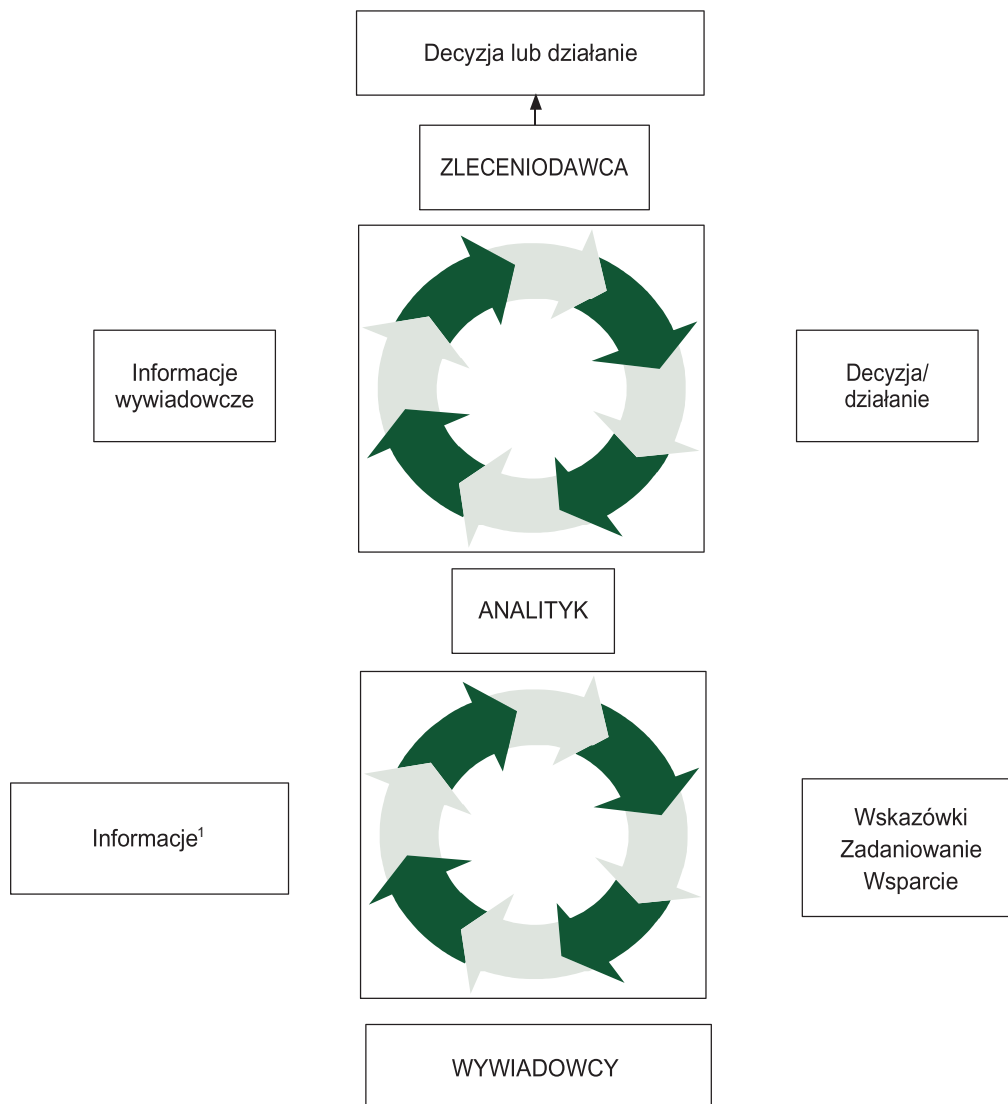 Decyzja lub działanie
ZLECENIODAWCA
Informacje
wywiadowcze
Decyzja/
działanie
ANALITYK
Informacje¹
Wskazówki
Zadaniowanie
Wsparcie
WYWIADOWCY